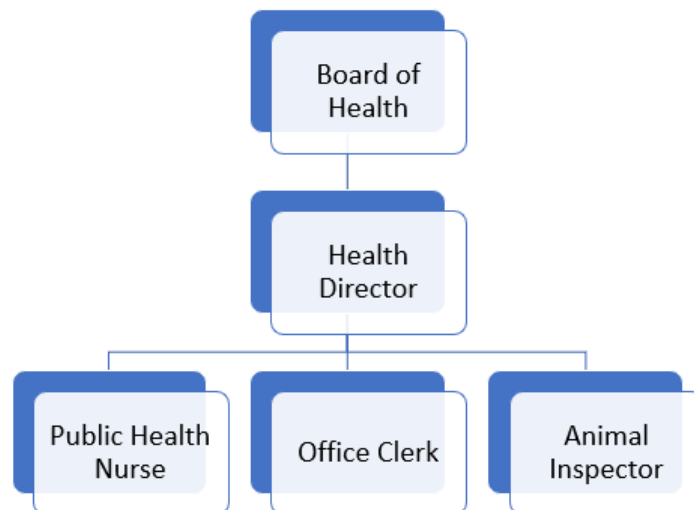 Board of
Health
Health
Director
Public Health
Nurse
Office Clerk
Animal
Inspector